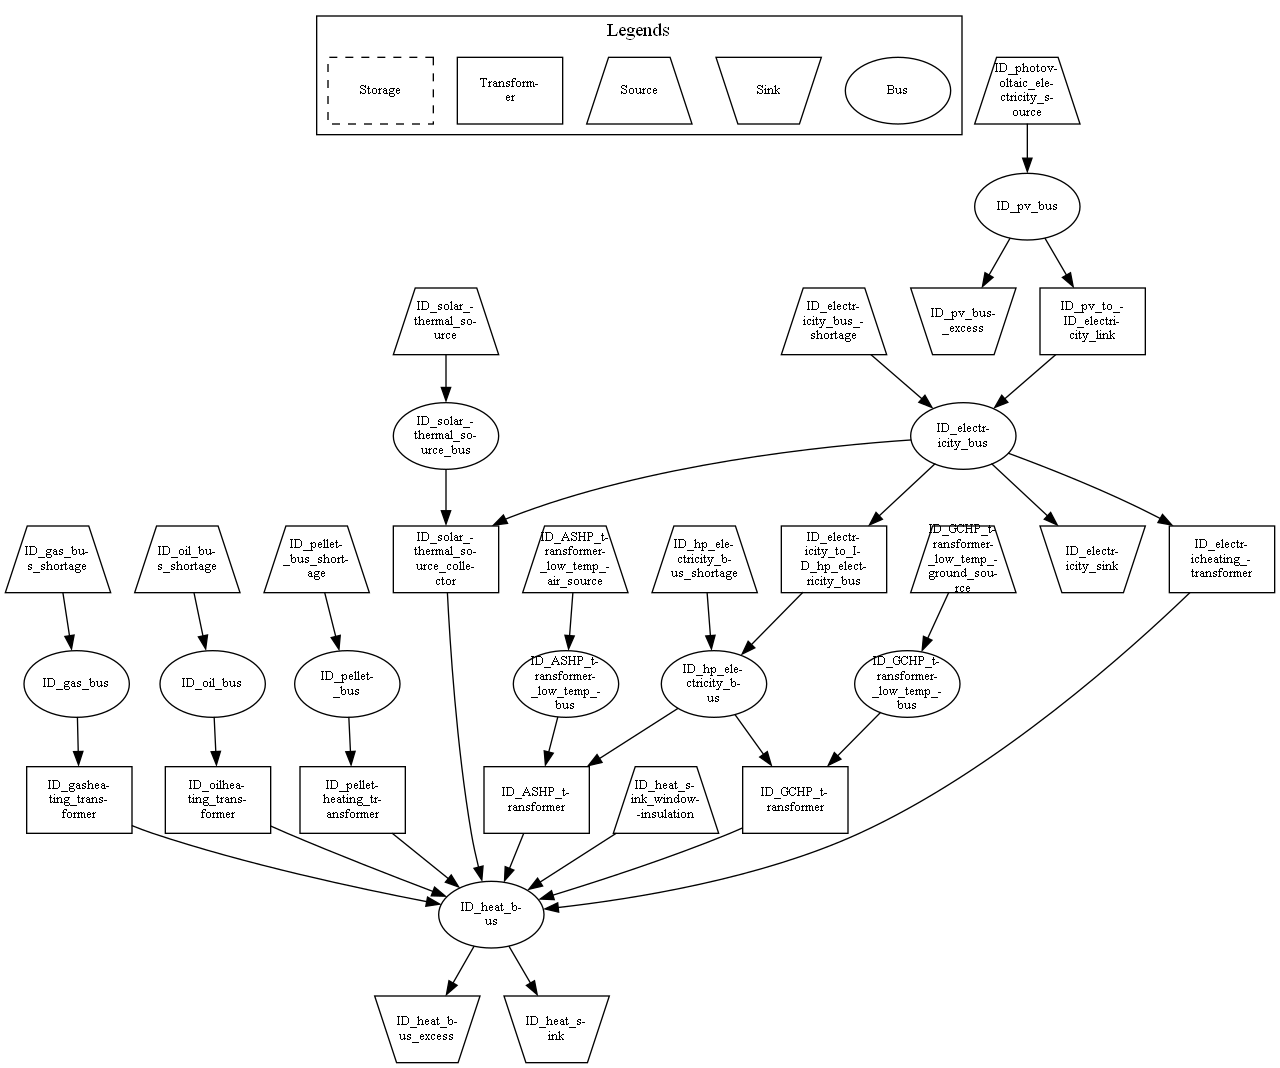 Legends
Storage
Transform-
er
Source
Sink
Bus
ID_photov-
oltaic_ele-
ctricity_s-
ource
ID_pv_bus
ID_solar_-
thermal_so-
urce
ID_electr-
icity_bus_-
shortage
ID_pv_bus-
_excess
ID_pv_to_-
ID_electri-
city_link
ID_solar_-
thermal_so-
urce_bus
ID_electr-
icity_bus
ID_gas_bu-
s_shortage
ID_oil_bu-
s_shortage
ID_pellet-
_bus_short-
age
ID_solar_-
thermal_so-
urce_colle-
ctor
ID_ASHP_t-
ransformer-
_low_temp_-
air_source
ID_hp_ele-
ctricity_b-
us_shortage
ID_electr-
icity_to_I-
D_hp_elect-
ricity_bus
ID_GCHP_t-
ransformer-
_low_temp_-
ground_sou-
rce
ID_electr-
icity_sink
ID_electr-
icheating_-
transformer
ID_gas_bus
ID_oil_bus
ID_pellet-
_bus
ID_ASHP_t-
ransformer-
_low_temp_-
bus
ID_hp_ele-
ctricity_b-
us
ID_GCHP_t-
ransformer-
_low_temp_-
bus
ID_gashea-
ting_trans-
former
ID_oilhea-
ting_trans-
former
ID_pellet-
heating_tr-
ansformer
ID_ASHP_t-
ransformer
ID_heat_s-
ink_window-
-insulation
ID_GCHP_t-
ransformer
ID_heat_b-
us
ID_heat_b-
us_excess
ID_heat_s-
ink